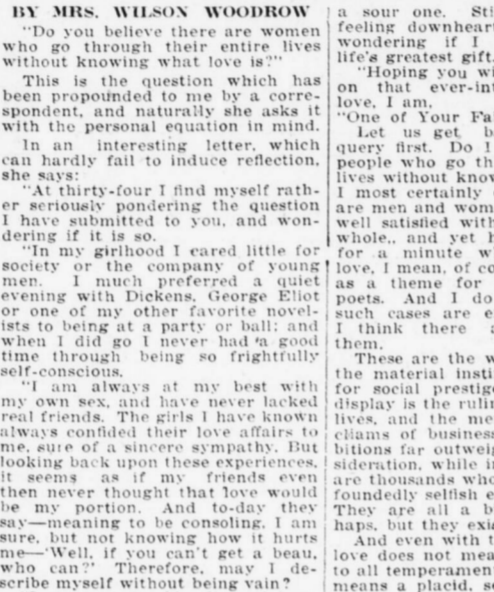 BY MRS. WILSON WOODROW
"Do you believe there are women
who go through their entire lives
without knowing what love is?"
This is the question which has
been propounded to me by a corre-
spondent, and naturally she asks it
with the personal equation in mind.
In an interesting letter, which
can hardly fail to induce reflection,
she says:
"At thirty-four I find myself rath-
er seriously pondering the question
I have submitted to you, and won-
dering if it is so.
"In my girlhood I cared little for
society or the company of young
men. I much preferred a quiet
evening with Dickens, George Eliot
or one of my other favorite novel-
ists to being at a party or ball; and
when I did go I never had a good
time through being so frightfully
self-conscious.
"I am always at my best with
my own sex, and have never lacked
real friends. The girls I have known
always confided their love affairs to
me, sure of a sincere sympathy. But
looking back upon these experiences,
it seems as if my friends even
then never thought that love would
be my portion. And to-day they
say—meaning to be consoling, I am
sure, but not knowing how it hurts
me—'Well, if you can't get a beau,
who can?' Therefore, may I de-
scribe myself without being vain?
a sour one. Sti
feeling downhear
wondering if I
life's greatest gift.
"Hoping you wi
on that ever-int
love, I am,
"One of Your Fa
Let us get b
query first. Do I
people who go th
lives without know
I most certainly
are men and wom
well satisfied with
whole,, and yet h
for a minute w
love, I mean, of co
as a theme for
poets. And I do
such cases are e
I think there a
them.
These are the w
the material insti
for social prestig
display is the rulin
lives, and the me
cliams of business
bitions far outweig
sideration, while i
are thousands who
foundedly selfish e
They are all a b
haps, but they exi
And even with t
love does not mea
to all temperamen
means a placid, s